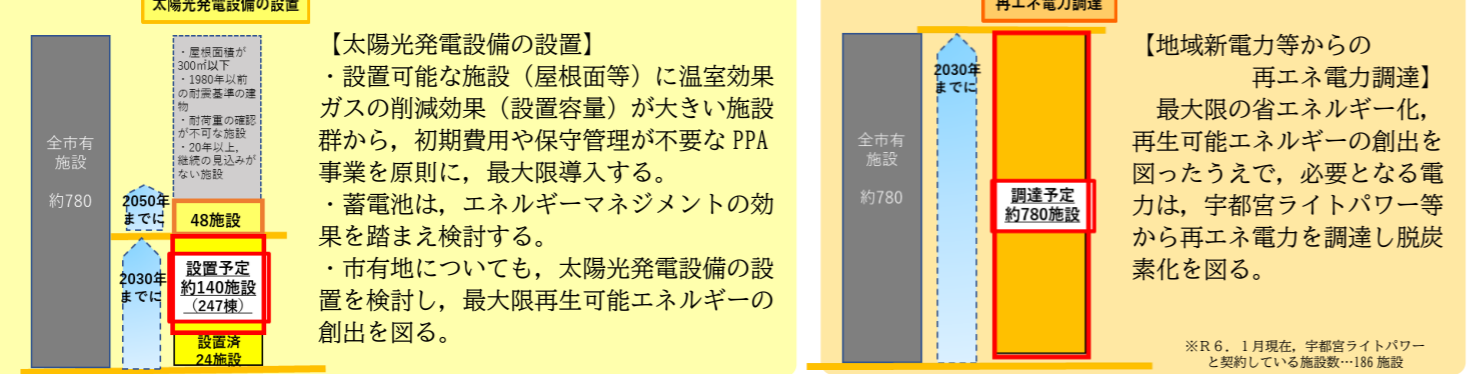 太陽光発電設備の設置
全市有
施設
約780
・屋根面積が
300㎡以下
・1980年以前
の耐震基準の建
物
・耐荷重の確認
が不可な施設
・20年以上，
継続の見込みが
ない施設
2050年
までに
48施設
2030年
までに
設置予定
約140施設
（247棟）
設置済
24施設
【太陽光発電設備の設置】
・設置可能な施設（屋根面等）に温室効果
ガスの削減効果（設置容量）が大きい施設
群から，初期費用や保守管理が不要な PPA
事業を原則に，最大限導入する。
・蓄電池は，エネルギーマネジメントの効
果を踏まえ検討する。
・市有地についても，太陽光発電設備の設
置を検討し，最大限再生可能エネルギーの
創出を図る。
再エネ電力調達
全市有
施設
約780
2030年
までに
調達予定
約780施設
【地域新電力等からの
再エネ電力調達】
最大限の省エネルギー化，
再生可能エネルギーの創出を
図ったうえで，必要となる電
力は，宇都宮ライトパワー等
から再エネ電力を調達し脱炭
素化を図る。
※Ｒ６．１月現在，宇都宮ライトパワー
と契約している施設数…186 施設